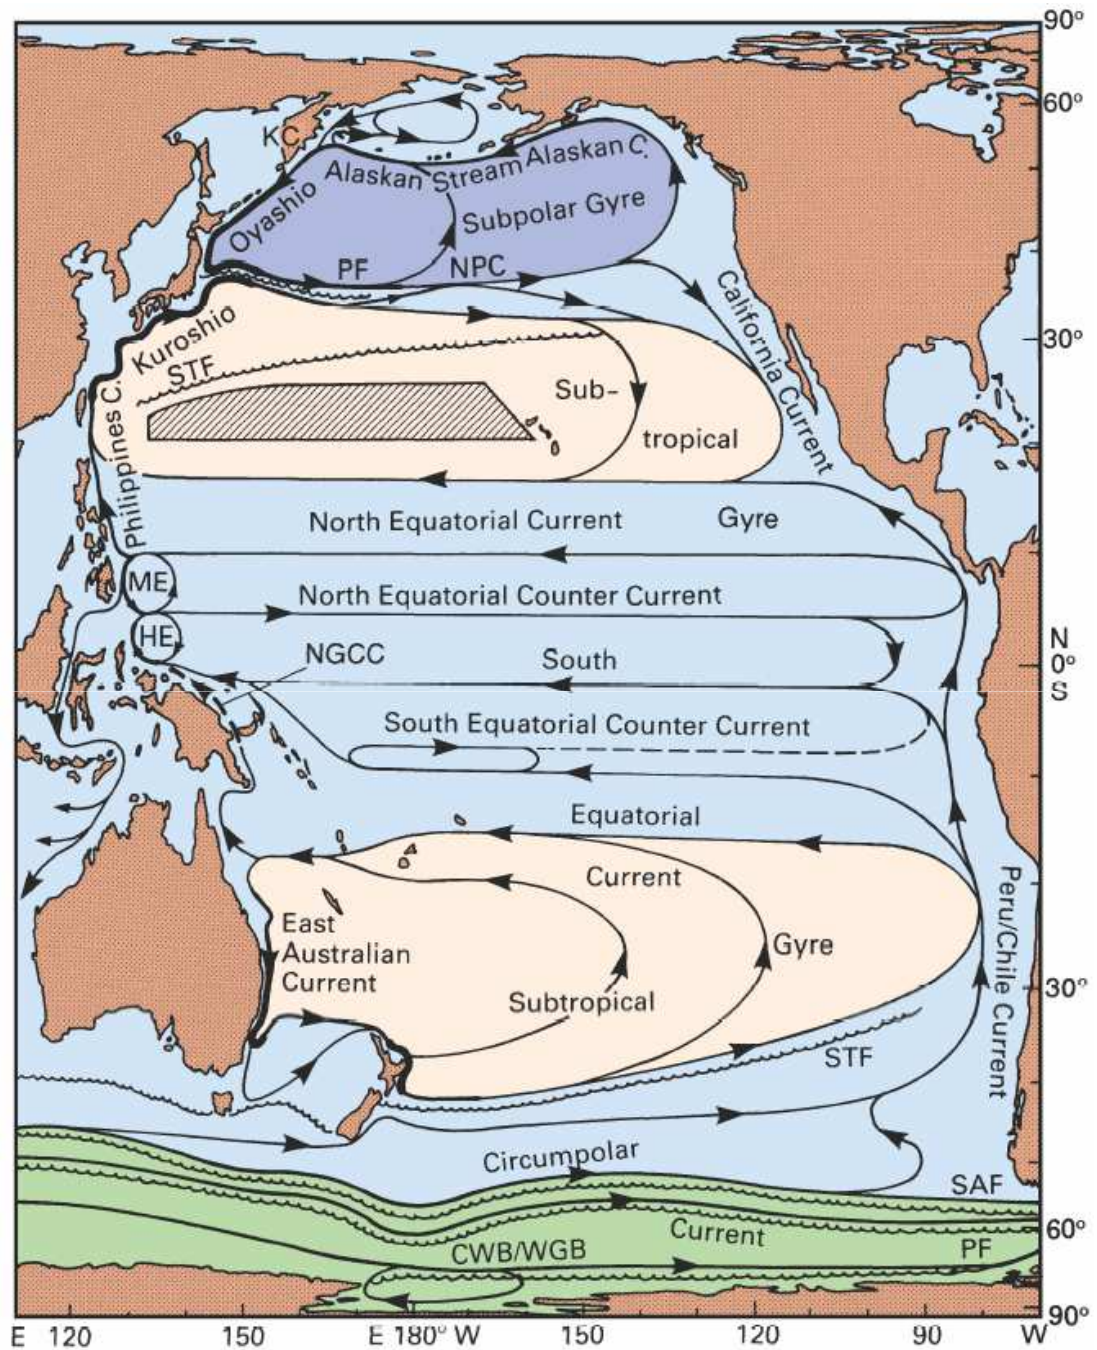 90°
60°
KC
Alaskan Stream
Alaskan C.
Oyashio
Subpolar Gyre
PF
NPC
California Current
30°
Kuroshio
STF
Sub-
tropical
Philippines C.
North Equatorial Current
Gyre
ME
North Equatorial Counter Current
HE
NGCC
South
N
0°
S
South Equatorial Counter Current
Equatorial
Current
Peru/Chile Current
East
Australian
Current
Gyre
Subtropical
30°
STF
Circumpolar
SAF
60°
Current
CWB/WGB
PF
90°
E 120 150 E 180° W 150 120 90 W